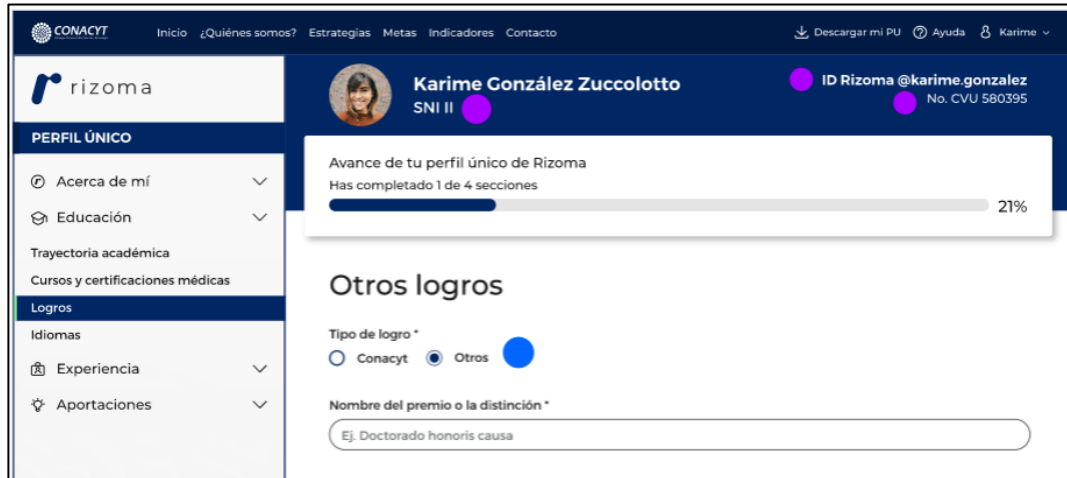 CONACYT
Inicio ¿Quiénes somos? Estrategias Metas Indicadores Contacto
Descargar mi PU Ayuda Karime
rizoma
PERFIL ÚNICO
Acerca de mí
Educación
Trayectoria académica
Cursos y certificaciones médicas
Logros
Idiomas
Experiencia
Aportaciones
Karime González Zuccolotto
SNI II
ID Rizoma @karime.gonzalez
No. CVU 580395
Avance de tu perfil único de Rizoma
Has completado 1 de 4 secciones
21%
Otros logros
Tipo de logro *
Conacyt Otros
Nombre del premio o la distinción *
Ej. Doctorado honoris causa